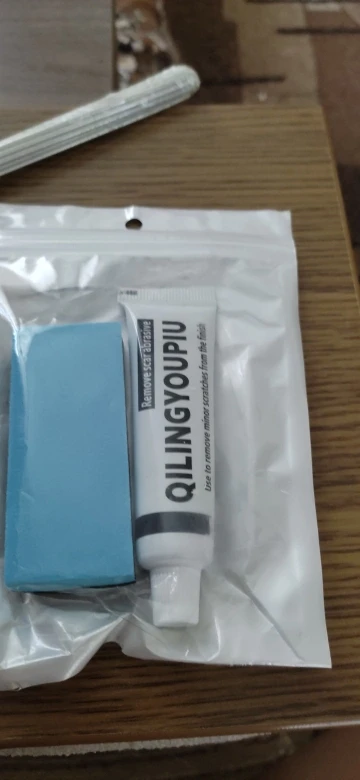 Remove scar abrasive
QILINGYOUPIU
Use to remove minor scratches from the finish